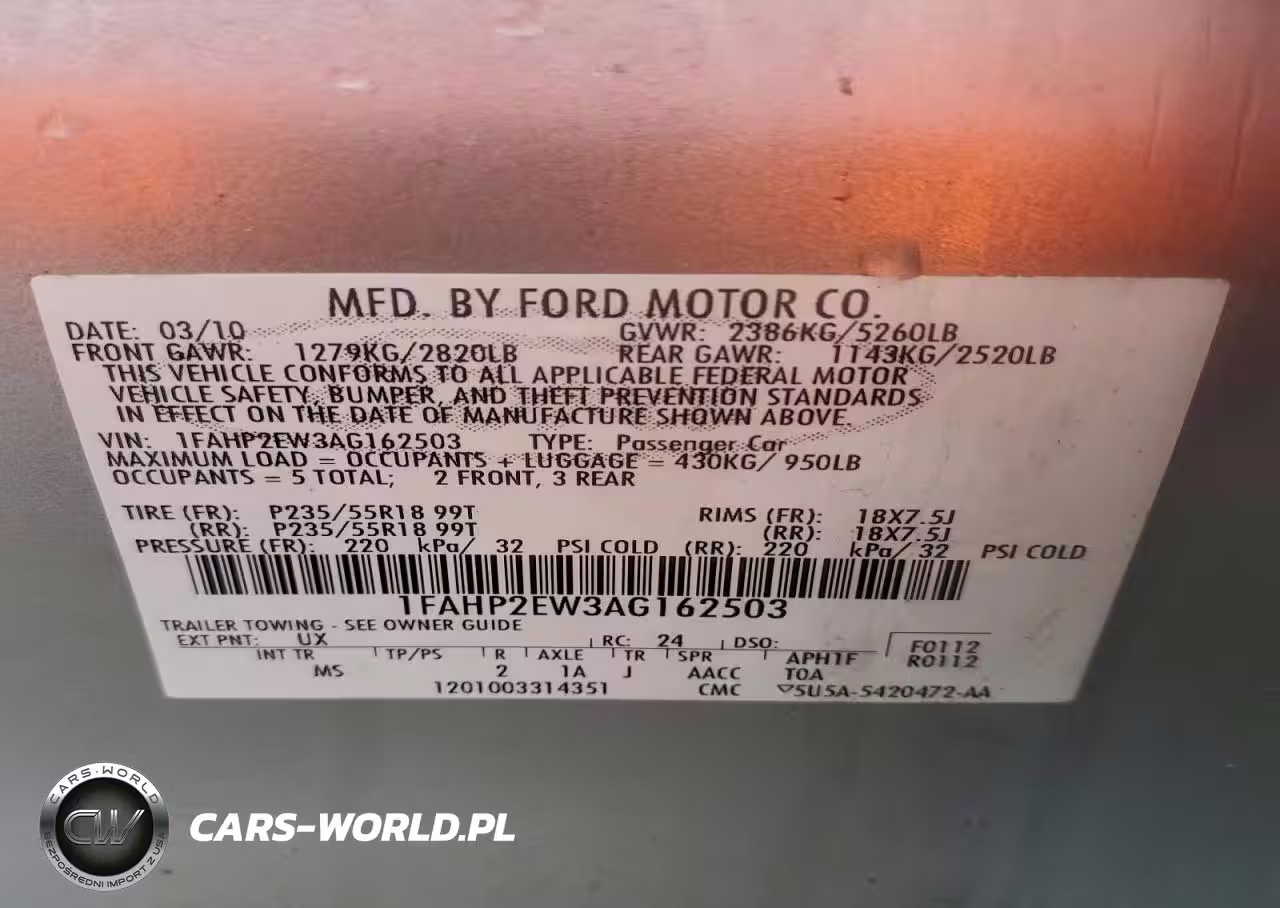 MFD. BY FORD MOTOR CO.
DATE: 03/10 GVWR: 2386KG/5260LB
FRONT GAWR: 1279KG/2820LB REAR GAWR: 1143KG/2520LB
THIS VEHICLE CONFORMS TO ALL APPLICABLE FEDERAL MOTOR
VEHICLE SAFETY, BUMPER, AND THEFT PREVENTION STANDARDS
IN EFFECT ON THE DATE OF MANUFACTURE SHOWN ABOVE.
VIN: 1FAHP2EW3AG162503 TYPE: Passenger Car
MAXIMUM LOAD = OCCUPANTS + LUGGAGE = 430KG/ 950LB
OCCUPANTS = 5 TOTAL; 2 FRONT, 3 REAR
TIRE (FR): P235/55R18 99T RIMS (FR): 18X7.5J
(RR): P235/55R18 99T (RR): 18X7.5J
PRESSURE (FR): 220 kPa/ 32 PSI COLD (RR): 220 kPa/ 32 PSI COLD
1FAHP2EW3AG162503
TRAILER TOWING - SEE OWNER GUIDE
EXT PNT: UX RC: 24 DSO: F0112
R0112
INT TR TP/PS R AXLE TR SPR APH1F
MS 2 1A J AACC TOA
1201003314351 CMC ▽5U5A-5420472-AA
CARS-WORLD
CW
BEZPOŚREDNI IMPORT Z USA
CARS-WORLD.PL